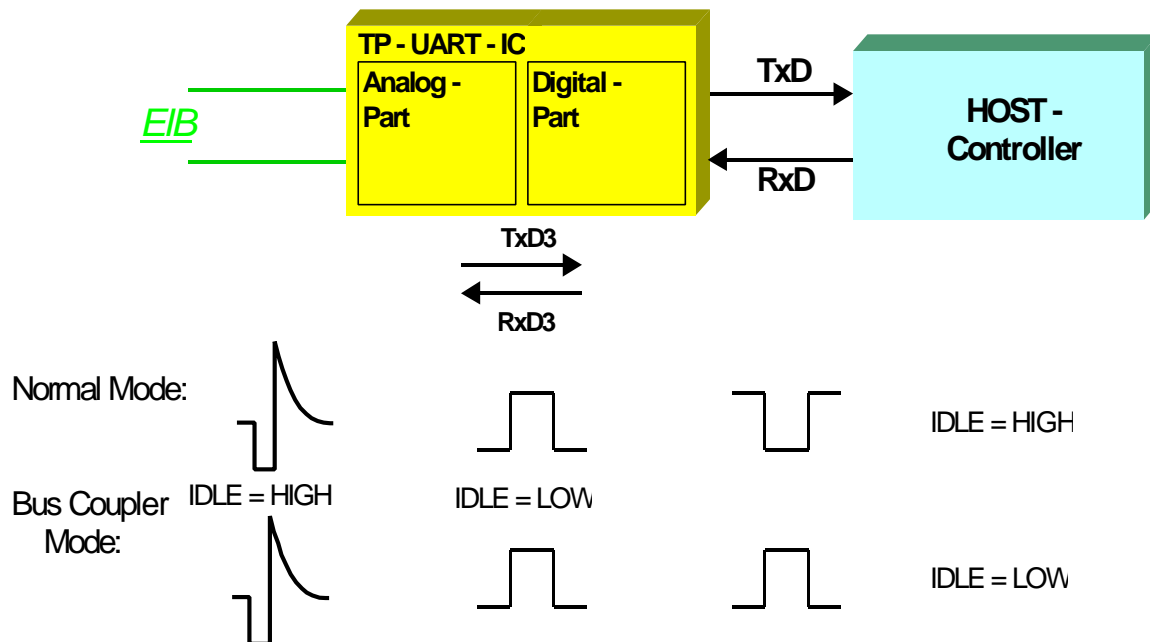 TP - UART - IC
Analog -
Part
Digital -
Part
EIB
TxD
RxD
HOST -
Controller
TxD3
RxD3
Normal Mode:
IDLE = HIGH
IDLE = HIGH
IDLE = LOW
Bus Coupler
Mode:
IDLE = LOW